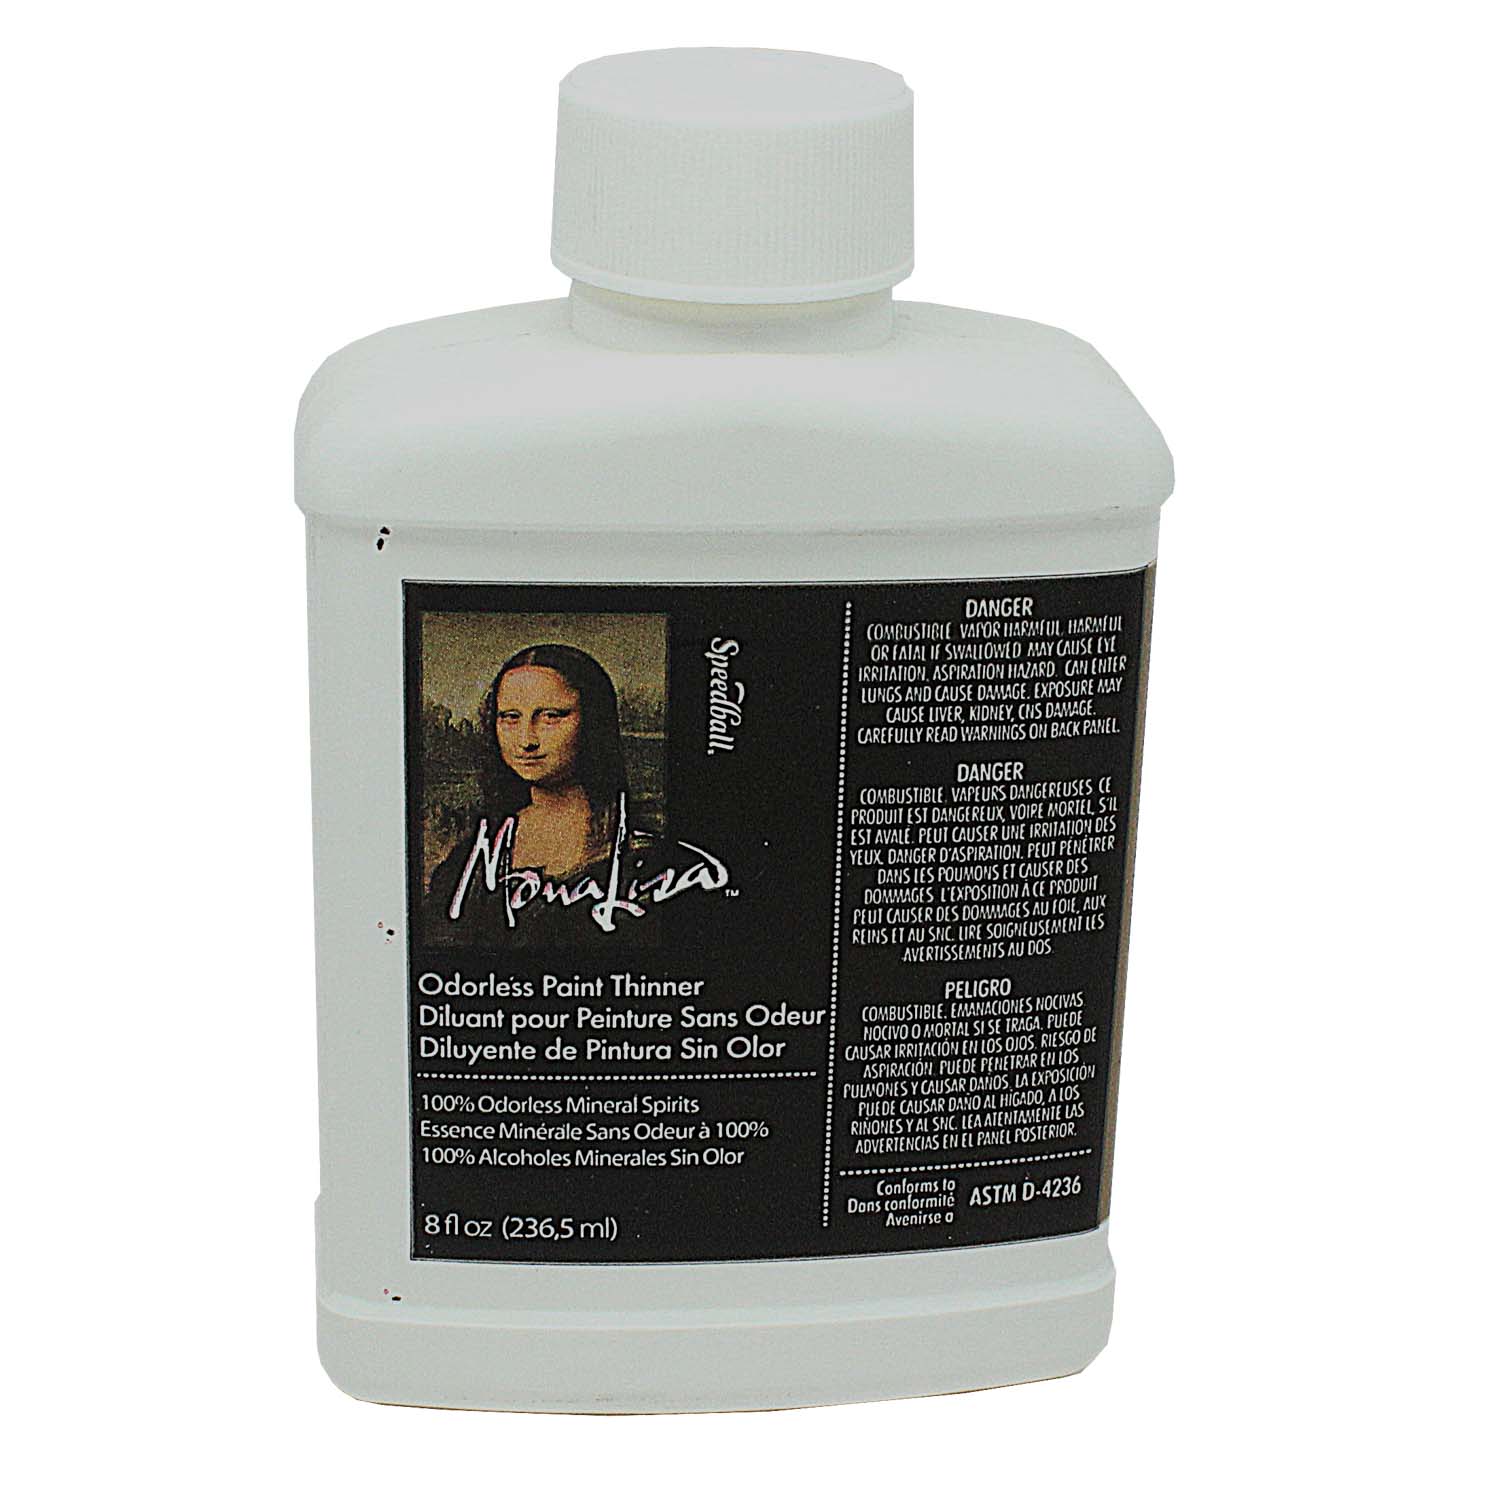 Speedball®
Mona Lisa™
Odorless Paint Thinner
Diluant pour Peinture Sans Odeur
Diluyente de Pintura Sin Olor
100% Odorless Mineral Spirits
Essence Minérale Sans Odeur à 100%
100% Alcoholes Minerales Sin Olor
8 fl oz (236,5 ml)
DANGER
COMBUSTIBLE. VAPOR HARMFUL. HARMFUL
OR FATAL IF SWALLOWED. MAY CAUSE EYE
IRRITATION, ASPIRATION HAZARD. CAN ENTER
LUNGS AND CAUSE DAMAGE. EXPOSURE MAY
CAUSE LIVER, KIDNEY, CNS DAMAGE.
CAREFULLY READ WARNINGS ON BACK PANEL.
DANGER
COMBUSTIBLE. VAPEURS DANGEREUSES. CE
PRODUIT EST DANGEREUX, VOIRE MORTEL, S'IL
EST AVALÉ. PEUT CAUSER UNE IRRITATION DES
YEUX. DANGER D'ASPIRATION. PEUT PÉNÉTRER
DANS LES POUMONS ET CAUSER DES
DOMMAGES. L'EXPOSITION À CE PRODUIT
PEUT CAUSER DES DOMMAGES AU FOIE, AUX
REINS ET AU SNC. LIRE SOIGNEUSEMENT LES
AVERTISSEMENTS AU DOS.
PELIGRO
COMBUSTIBLE. EMANACIONES NOCIVAS
NOCIVO O MORTAL SI SE TRAGA. PUEDE
CAUSAR IRRITACIÓN EN LOS OJOS. RIESGO DE
ASPIRACIÓN. PUEDE PENETRAR EN LOS
PULMONES Y CAUSAR DAÑOS. LA EXPOSICIÓN
PUEDE CAUSAR DAÑO AL HÍGADO, A LOS
RIÑONES Y AL SNC. LEA ATENTAMENTE LAS
ADVERTENCIAS EN EL PANEL POSTERIOR.
Conforms to
Dans conformité
Avenirse a
ASTM D-4236